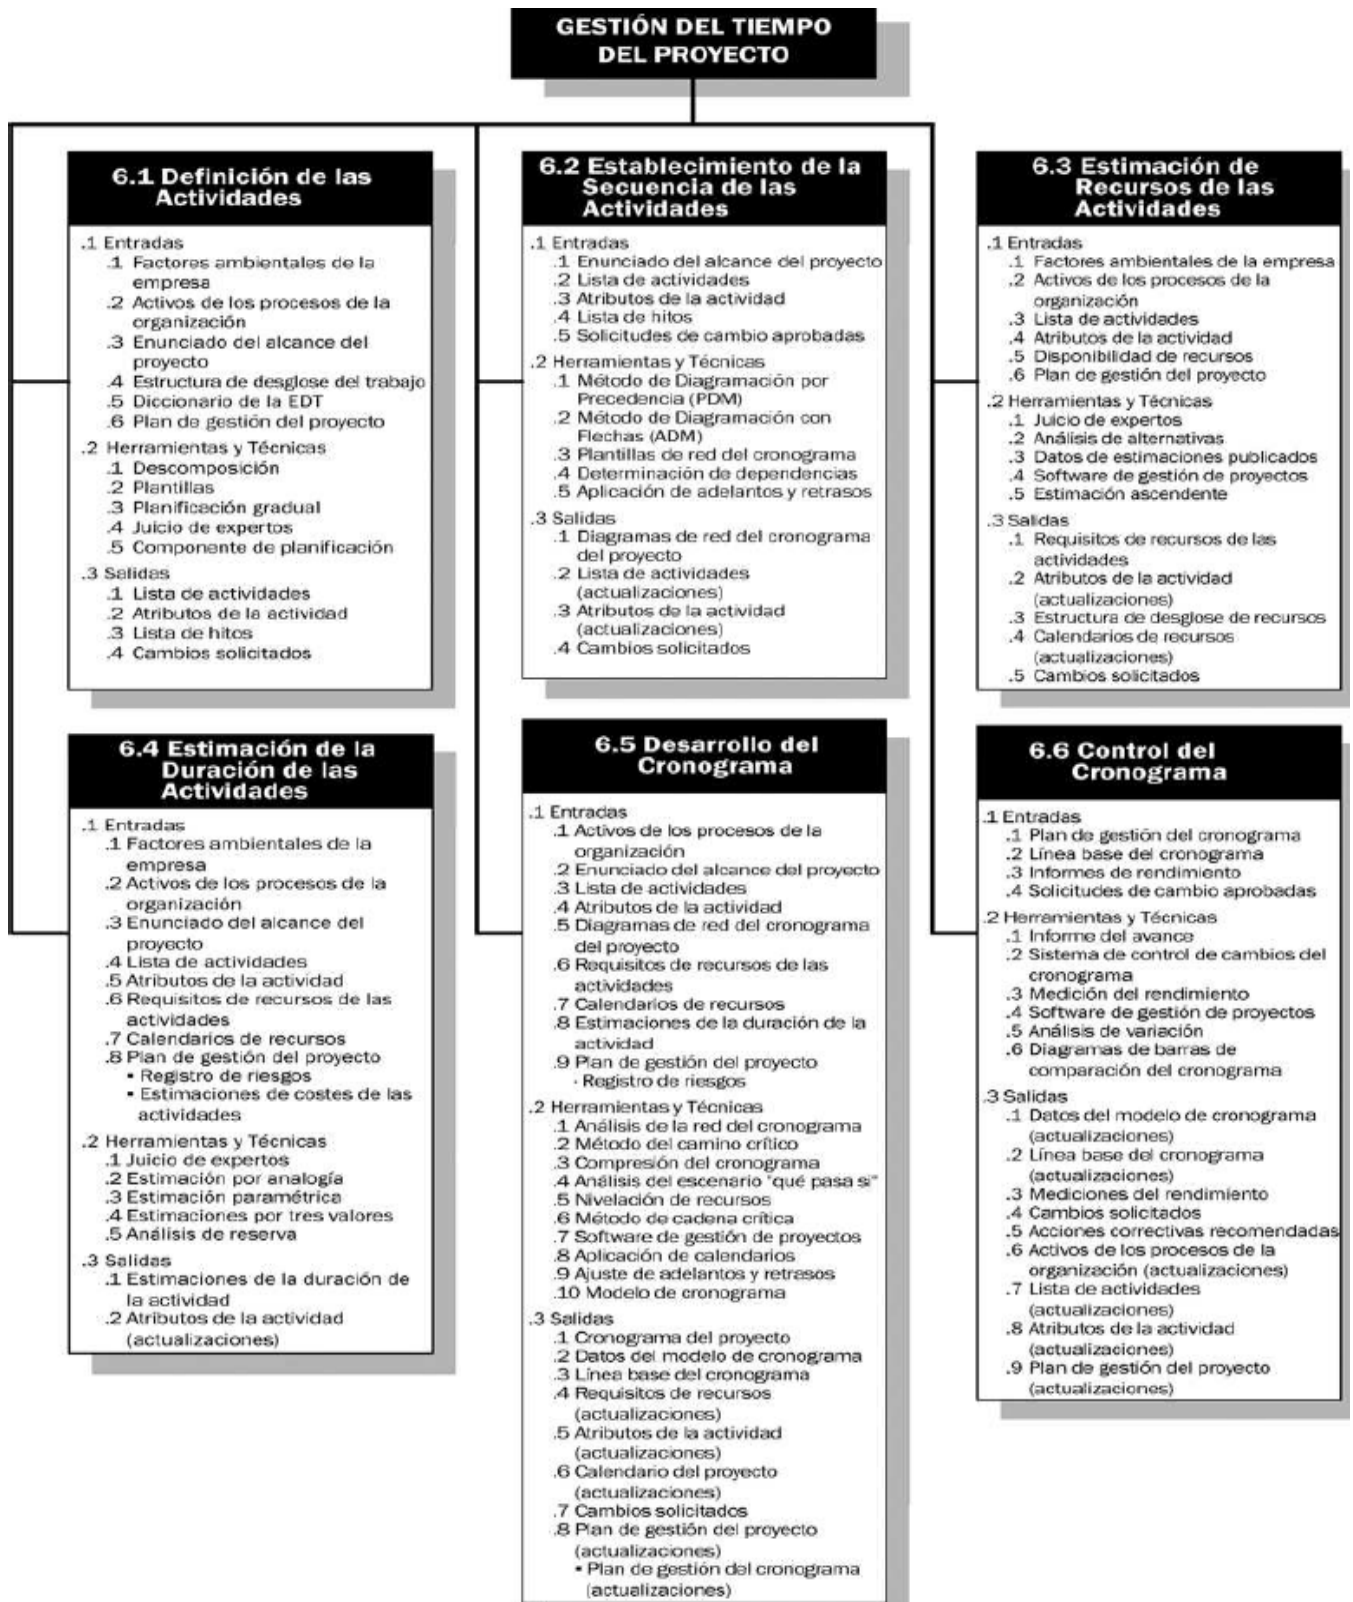 GESTIÓN DEL TIEMPO
DEL PROYECTO
6.1 Definición de las
Actividades
.1 Entradas
.1 Factores ambientales de la
empresa
.2 Activos de los procesos de la
organización
.3 Enunciado del alcance del
proyecto
.4 Estructura de desglose del trabajo
.5 Diccionario de la EDT
.6 Plan de gestión del proyecto
.2 Herramientas y Técnicas
.1 Descomposición
.2 Plantillas
.3 Planificación gradual
.4 Juicio de expertos
.5 Componente de planificación
.3 Salidas
.1 Lista de actividades
.2 Atributos de la actividad
.3 Lista de hitos
.4 Cambios solicitados
6.2 Establecimiento de la
Secuencia de las
Actividades
.1 Entradas
.1 Enunciado del alcance del proyecto
.2 Lista de actividades
.3 Atributos de la actividad
.4 Lista de hitos
.5 Solicitudes de cambio aprobadas
.2 Herramientas y Técnicas
.1 Método de Diagramación por
Precedencia (PDM)
.2 Método de Diagramación con
Flechas (ADM)
.3 Plantillas de red del cronograma
.4 Determinación de dependencias
.5 Aplicación de adelantos y retrasos
.3 Salidas
.1 Diagramas de red del cronograma
del proyecto
.2 Lista de actividades
(actualizaciones)
.3 Atributos de la actividad
(actualizaciones)
.4 Cambios solicitados
6.3 Estimación de
Recursos de las
Actividades
.1 Entradas
.1 Factores ambientales de la empresa
.2 Activos de los procesos de la
organización
.3 Lista de actividades
.4 Atributos de la actividad
.5 Disponibilidad de recursos
.6 Plan de gestión del proyecto
.2 Herramientas y Técnicas
.1 Juicio de expertos
.2 Análisis de alternativas
.3 Datos de estimaciones publicados
.4 Software de gestión de proyectos
.5 Estimación ascendente
.3 Salidas
.1 Requisitos de recursos de las
actividades
.2 Atributos de la actividad
(actualizaciones)
.3 Estructura de desglose de recursos
.4 Calendarios de recursos
(actualizaciones)
.5 Cambios solicitados
6.4 Estimación de la
Duración de las
Actividades
.1 Entradas
.1 Factores ambientales de la
empresa
.2 Activos de los procesos de la
organización
.3 Enunciado del alcance del
proyecto
.4 Lista de actividades
.5 Atributos de la actividad
.6 Requisitos de recursos de las
actividades
.7 Calendarios de recursos
.8 Plan de gestión del proyecto
▪ Registro de riesgos
▪ Estimaciones de costes de las
actividades
.2 Herramientas y Técnicas
.1 Juicio de expertos
.2 Estimación por analogía
.3 Estimación paramétrica
.4 Estimaciones por tres valores
.5 Análisis de reserva
.3 Salidas
.1 Estimaciones de la duración de
la actividad
.2 Atributos de la actividad
(actualizaciones)
6.5 Desarrollo del
Cronograma
.1 Entradas
.1 Activos de los procesos de la
organización
.2 Enunciado del alcance del proyecto
.3 Lista de actividades
.4 Atributos de la actividad
.5 Diagramas de red del cronograma
del proyecto
.6 Requisitos de recursos de las
actividades
.7 Calendarios de recursos
.8 Estimaciones de la duración de la
actividad
.9 Plan de gestión del proyecto
· Registro de riesgos
.2 Herramientas y Técnicas
.1 Análisis de la red del cronograma
.2 Método del camino crítico
.3 Compresión del cronograma
.4 Análisis del escenario "qué pasa si"
.5 Nivelación de recursos
.6 Método de cadena crítica
.7 Software de gestión de proyectos
.8 Aplicación de calendarios
.9 Ajuste de adelantos y retrasos
.10 Modelo de cronograma
.3 Salidas
.1 Cronograma del proyecto
.2 Datos del modelo de cronograma
.3 Línea base del cronograma
.4 Requisitos de recursos
(actualizaciones)
.5 Atributos de la actividad
(actualizaciones)
.6 Calendario del proyecto
(actualizaciones)
.7 Cambios solicitados
.8 Plan de gestión del proyecto
(actualizaciones)
▪ Plan de gestión del cronograma
(actualizaciones)
6.6 Control del
Cronograma
.1 Entradas
.1 Plan de gestión del cronograma
.2 Línea base del cronograma
.3 Informes de rendimiento
.4 Solicitudes de cambio aprobadas
.2 Herramientas y Técnicas
.1 Informe del avance
.2 Sistema de control de cambios del
cronograma
.3 Medición del rendimiento
.4 Software de gestión de proyectos
.5 Análisis de variación
.6 Diagramas de barras de
comparación del cronograma
.3 Salidas
.1 Datos del modelo de cronograma
(actualizaciones)
.2 Línea base del cronograma
(actualizaciones)
.3 Mediciones del rendimiento
.4 Cambios solicitados
.5 Acciones correctivas recomendadas
.6 Activos de los procesos de la
organización (actualizaciones)
.7 Lista de actividades
(actualizaciones)
.8 Atributos de la actividad
(actualizaciones)
.9 Plan de gestión del proyecto
(actualizaciones)